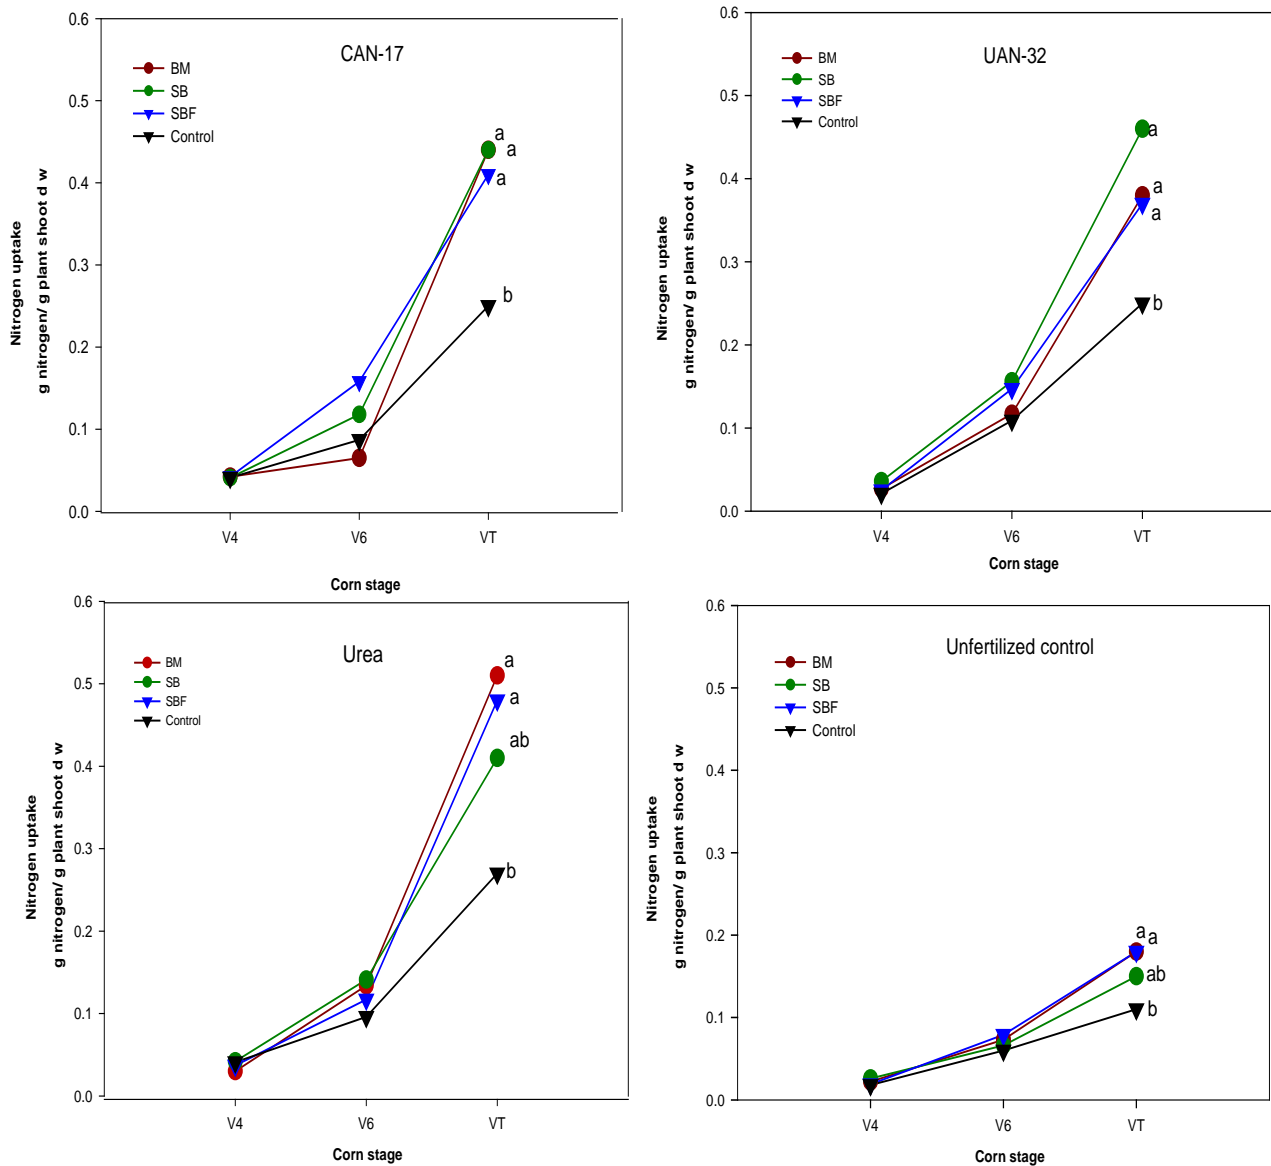 CAN-17
BM
SB
SBF
Control
0.6
0.5
0.4
0.3
0.2
0.1
0.0
Nitrogen uptake
g nitrogen/ g plant shoot d w
a
a
a
b
V4 V6 VT
Corn stage
UAN-32
BM
SB
SBF
Control
0.6
0.5
0.4
0.3
0.2
0.1
0.0
Nitrogen uptake
g nitrogen/ g plant shoot d w
a
a
a
b
V4 V6 VT
Corn stage
Urea
BM
SB
SBF
Control
0.6
0.5
0.4
0.3
0.2
0.1
0.0
Nitrogen uptake
g nitrogen/ g plant shoot d w
a
a
ab
b
V4 V6 VT
Corn stage
Unfertilized control
BM
SB
SBF
Control
0.6
0.5
0.4
0.3
0.2
0.1
0.0
Nitrogen uptake
g nitrogen/ g plant shoot d w
a a
ab
b
V4 V6 VT
Corn stage